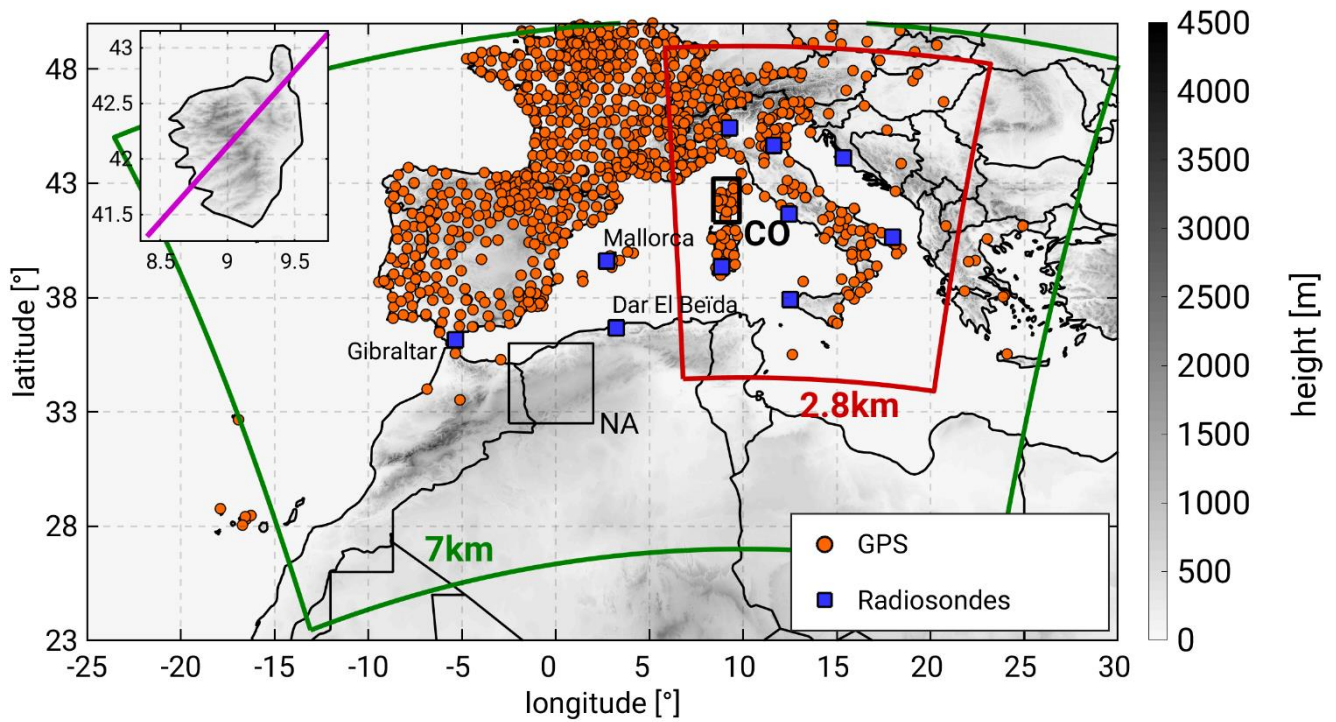 43
42.5
42
41.5
8.5 9 9.5
48
43
38
33
28
23
latitude [°]
-25 -20 -15 -10 -5 0 5 10 15 20 25 30
longitude [°]
Mallorca
CO
Dar El Beïda
Gibraltar
NA
2.8km
7km
GPS
Radiosondes
4500
4000
3500
3000
2500
2000
1500
1000
500
0
height [m]